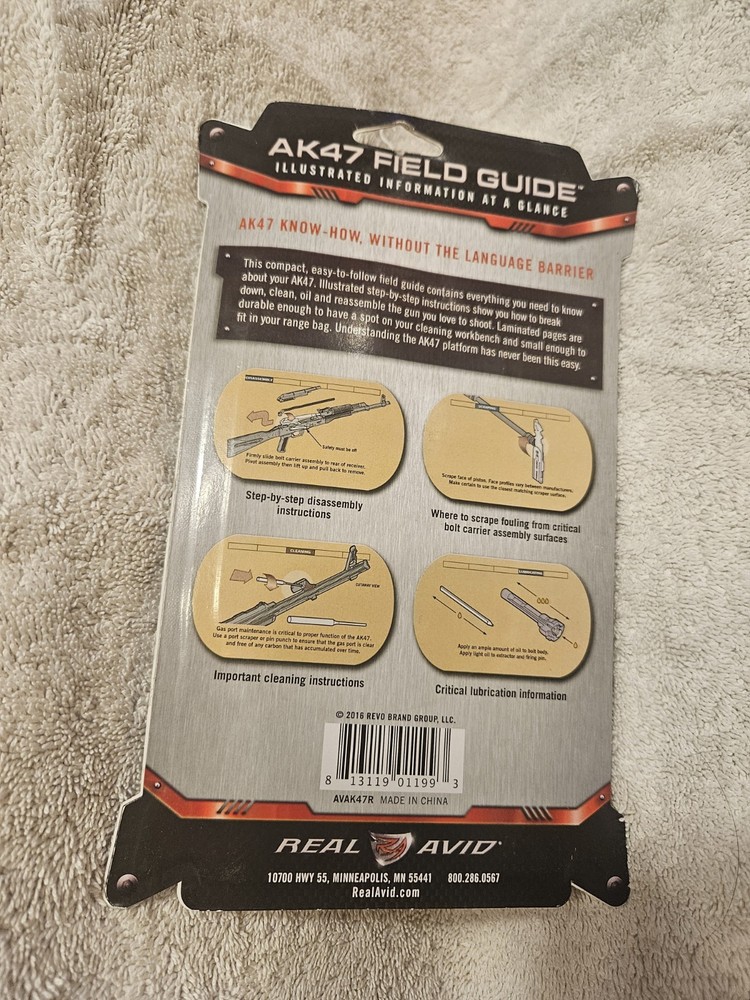 AK47 FIELD GUIDE™
ILLUSTRATED INFORMATION AT A GLANCE
AK47 KNOW-HOW, WITHOUT THE LANGUAGE BARRIER
This compact, easy-to-follow field guide contains everything you need to know
about your AK47. Illustrated step-by-step instructions show you how to break
down, clean, oil and reassemble the gun you love to shoot. Laminated pages are
durable enough to have a spot on your cleaning workbench and small enough to
fit in your range bag. Understanding the AK47 platform has never been this easy.
Safety must be off
Firmly slide bolt carrier assembly to rear of receiver.
Pivot assembly then lift up and pull back to remove.
Step-by-step disassembly
instructions
Scrape face of piston. Face profiles vary between manufacturers.
Make certain to use the closest matching scraper surface.
Where to scrape fouling from critical
bolt carrier assembly surfaces
CLEANING
CUTAWAY VIEW
Gas port maintenance is critical to proper function of the AK47.
Use a port scraper or pin punch to ensure that the gas port is clear
and free of any carbon that has accumulated over time.
Important cleaning instructions
Apply an ample amount of oil to bolt body.
Apply light oil to extractor and firing pin.
Critical lubrication information
© 2016 REVO BRAND GROUP, LLC.
8 13119 01199 3
AVAK47R MADE IN CHINA
REAL AVID®
10700 HWY 55, MINNEAPOLIS, MN 55441 800.286.0567
RealAvid.com